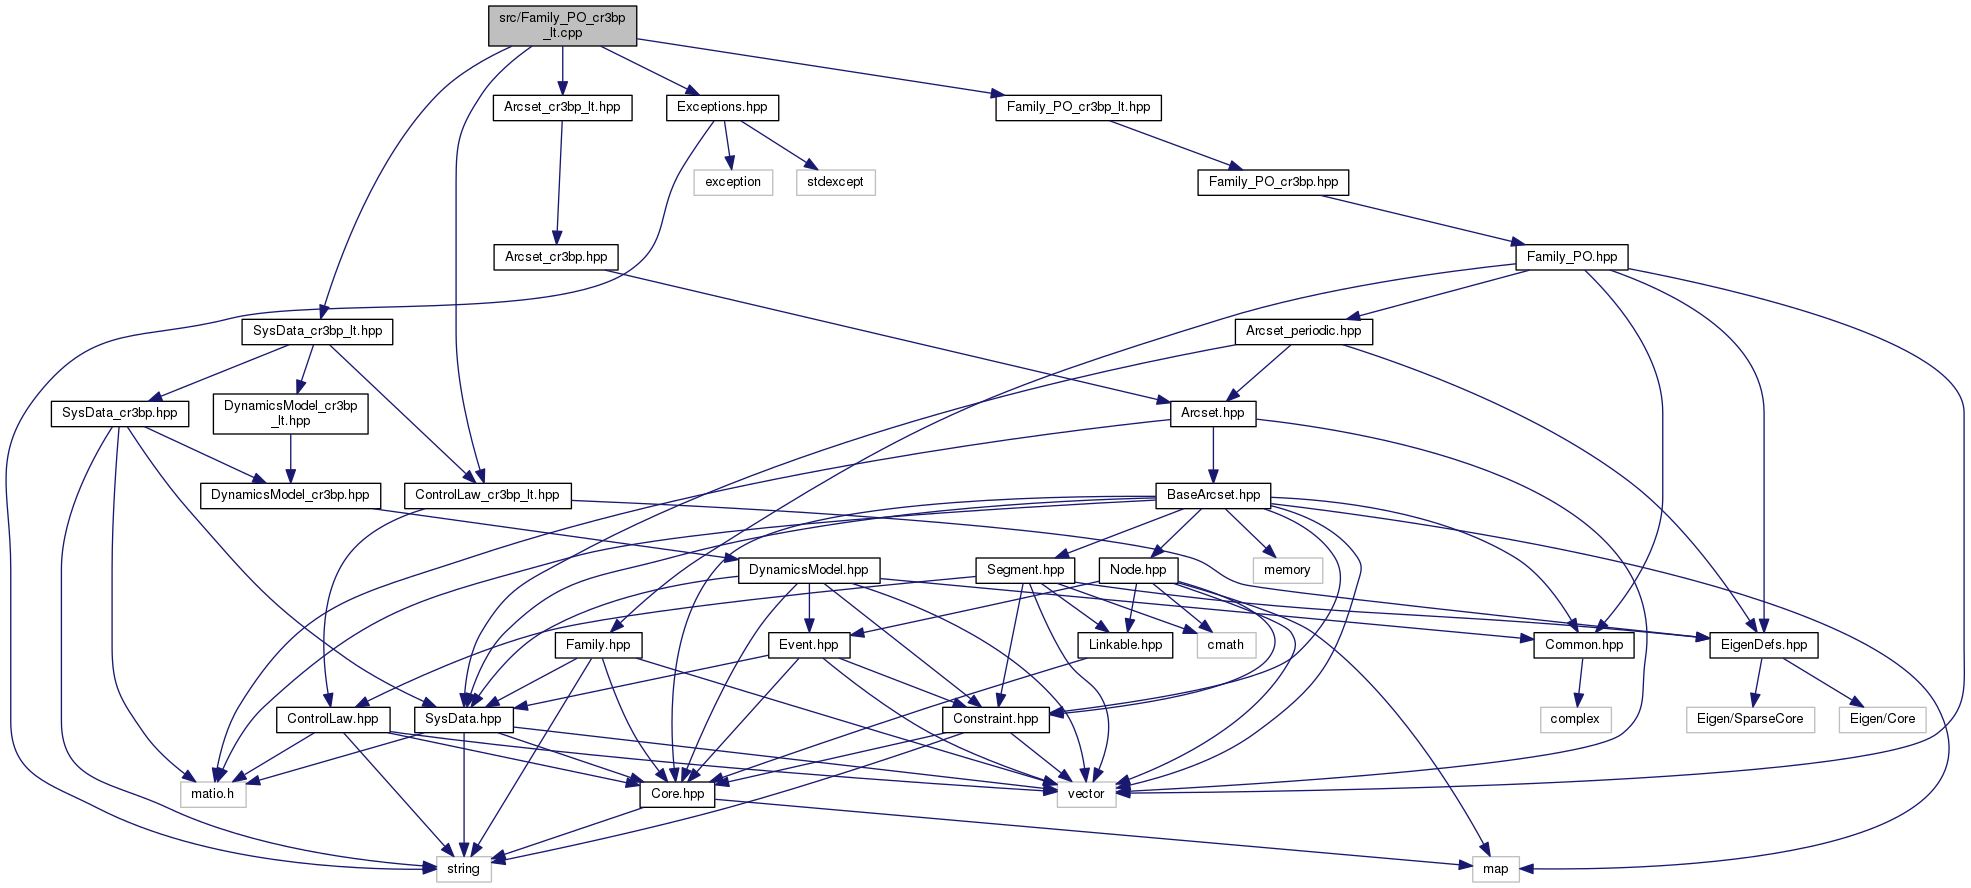 src/Family_PO_cr3bp
_lt.cpp
Arcset_cr3bp_lt.hpp
Exceptions.hpp
Family_PO_cr3bp_lt.hpp
exception
stdexcept
Family_PO_cr3bp.hpp
Arcset_cr3bp.hpp
Family_PO.hpp
SysData_cr3bp_lt.hpp
Arcset_periodic.hpp
SysData_cr3bp.hpp
DynamicsModel_cr3bp
_lt.hpp
Arcset.hpp
DynamicsModel_cr3bp.hpp
ControlLaw_cr3bp_lt.hpp
BaseArcset.hpp
DynamicsModel.hpp
Segment.hpp
Node.hpp
memory
Family.hpp
Event.hpp
Linkable.hpp
cmath
Common.hpp
EigenDefs.hpp
ControlLaw.hpp
SysData.hpp
Constraint.hpp
complex
Eigen/SparseCore
Eigen/Core
matio.h
Core.hpp
vector
string
map